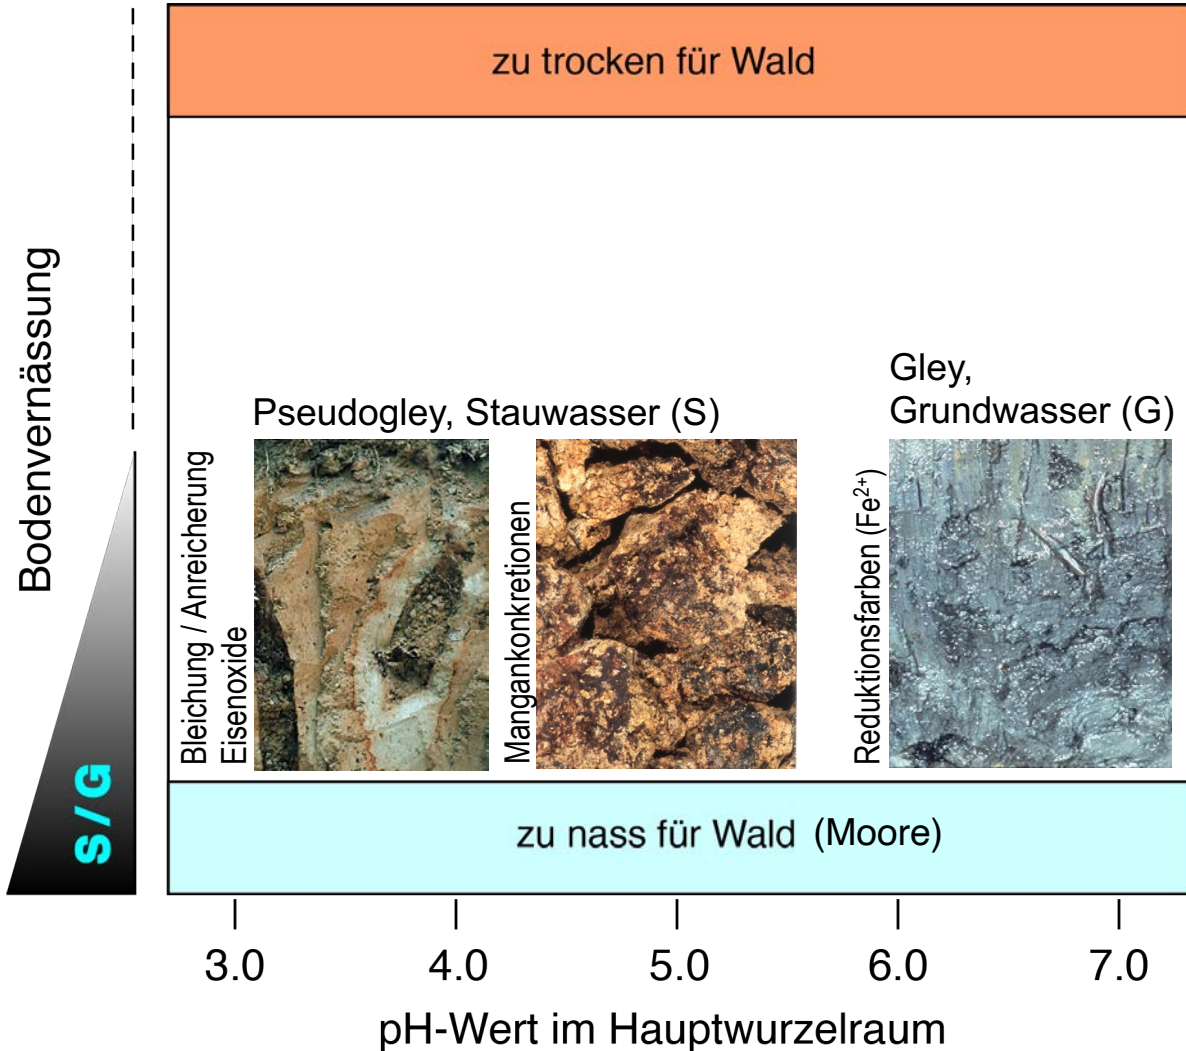 zu trocken für Wald
Bodenvernässung
S/G
Pseudogley, Stauwasser (S)
Gley,
Grundwasser (G)
Bleichung / Anreicherung
Eisenoxide
Mangankonkretionen
Reduktionsfarben (Fe²⁺)
zu nass für Wald (Moore)
3.0 4.0 5.0 6.0 7.0
pH-Wert im Hauptwurzelraum